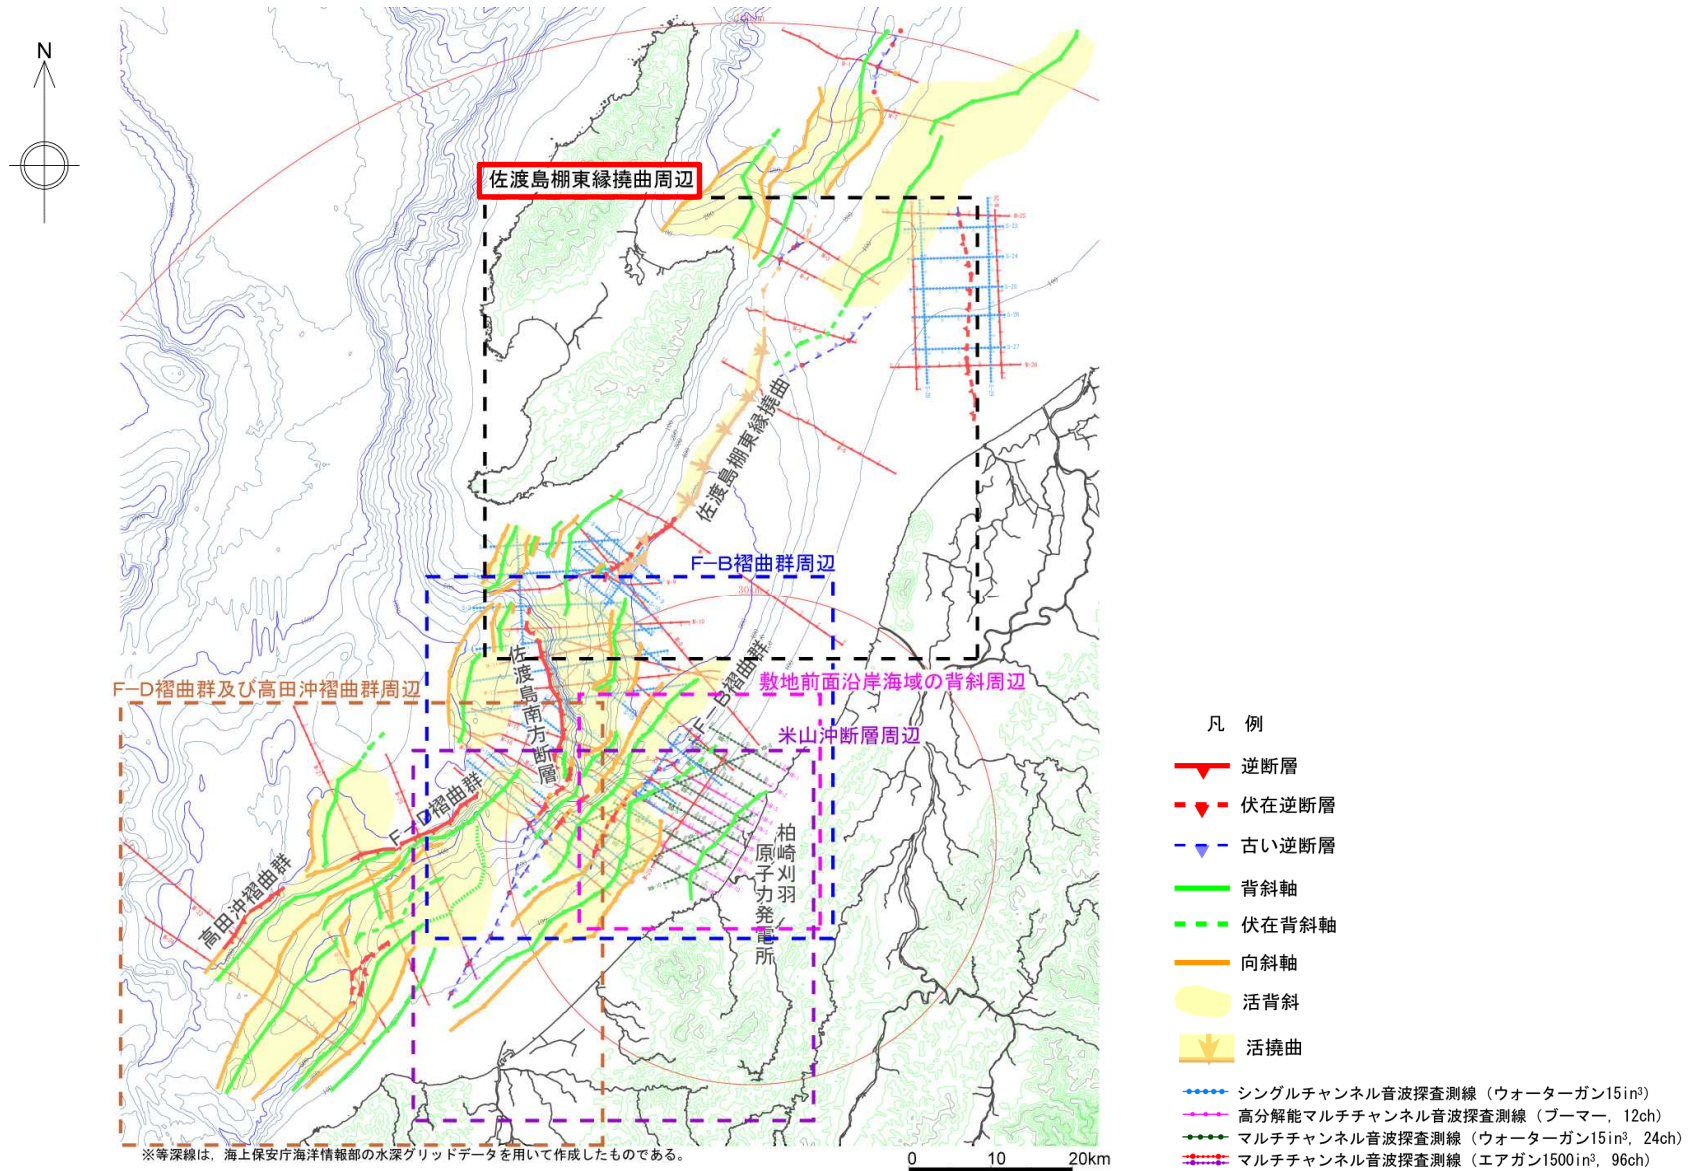 N
佐渡島棚東縁撓曲周辺
佐渡島棚東縁撓曲
F-B褶曲群周辺
30km
佐渡島南方断層
F-B褶曲群
F-D褶曲群及び高田沖褶曲群周辺
敷地前面沿岸海域の背斜周辺
米山沖断層周辺
F-D褶曲群
高田沖褶曲群
柏崎刈羽
原子力発電所
凡 例
逆断層
伏在逆断層
古い逆断層
背斜軸
伏在背斜軸
向斜軸
活背斜
活撓曲
シングルチャンネル音波探査測線（ウォーターガン15in³）
高分解能マルチチャンネル音波探査測線（ブーマー，12ch）
マルチチャンネル音波探査測線（ウォーターガン15in³，24ch）
マルチチャンネル音波探査測線（エアガン1500in³，96ch）
※等深線は，海上保安庁海洋情報部の水深グリッドデータを用いて作成したものである。
0 10 20km